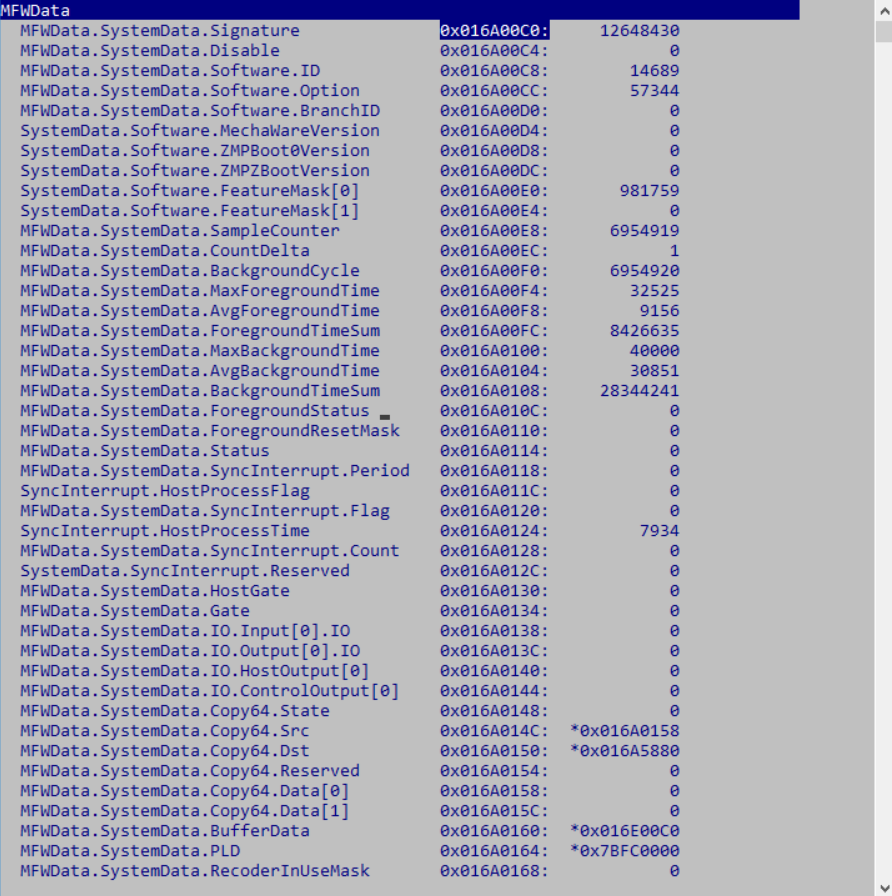 MFWData
MFWData.SystemData.Signature 0x016A00C0: 12648430
MFWData.SystemData.Disable 0x016A00C4: 0
MFWData.SystemData.Software.ID 0x016A00C8: 14689
MFWData.SystemData.Software.Option 0x016A00CC: 57344
MFWData.SystemData.Software.BranchID 0x016A00D0: 0
SystemData.Software.MechaWareVersion 0x016A00D4: 0
SystemData.Software.ZMPBoot0Version 0x016A00D8: 0
SystemData.Software.ZMPZBootVersion 0x016A00DC: 0
SystemData.Software.FeatureMask[0] 0x016A00E0: 981759
SystemData.Software.FeatureMask[1] 0x016A00E4: 0
MFWData.SystemData.SampleCounter 0x016A00E8: 6954919
MFWData.SystemData.CountDelta 0x016A00EC: 1
MFWData.SystemData.BackgroundCycle 0x016A00F0: 6954920
MFWData.SystemData.MaxForegroundTime 0x016A00F4: 32525
MFWData.SystemData.AvgForegroundTime 0x016A00F8: 9156
MFWData.SystemData.ForegroundTimeSum 0x016A00FC: 8426635
MFWData.SystemData.MaxBackgroundTime 0x016A0100: 40000
MFWData.SystemData.AvgBackgroundTime 0x016A0104: 30851
MFWData.SystemData.BackgroundTimeSum 0x016A0108: 28344241
MFWData.SystemData.ForegroundStatus 0x016A010C: 0
MFWData.SystemData.ForegroundResetMask 0x016A0110: 0
MFWData.SystemData.Status 0x016A0114: 0
MFWData.SystemData.SyncInterrupt.Period 0x016A0118: 0
SyncInterrupt.HostProcessFlag 0x016A011C: 0
MFWData.SystemData.SyncInterrupt.Flag 0x016A0120: 0
SyncInterrupt.HostProcessTime 0x016A0124: 7934
MFWData.SystemData.SyncInterrupt.Count 0x016A0128: 0
SystemData.SyncInterrupt.Reserved 0x016A012C: 0
MFWData.SystemData.HostGate 0x016A0130: 0
MFWData.SystemData.Gate 0x016A0134: 0
MFWData.SystemData.IO.Input[0].IO 0x016A0138: 0
MFWData.SystemData.IO.Output[0].IO 0x016A013C: 0
MFWData.SystemData.IO.HostOutput[0] 0x016A0140: 0
MFWData.SystemData.IO.ControlOutput[0] 0x016A0144: 0
MFWData.SystemData.Copy64.State 0x016A0148: 0
MFWData.SystemData.Copy64.Src 0x016A014C: *0x016A0158
MFWData.SystemData.Copy64.Dst 0x016A0150: *0x016A5880
MFWData.SystemData.Copy64.Reserved 0x016A0154: 0
MFWData.SystemData.Copy64.Data[0] 0x016A0158: 0
MFWData.SystemData.Copy64.Data[1] 0x016A015C: 0
MFWData.SystemData.BufferData 0x016A0160: *0x016E00C0
MFWData.SystemData.PLD 0x016A0164: *0x7BFC0000
MFWData.SystemData.RecoderInUseMask 0x016A0168: 0